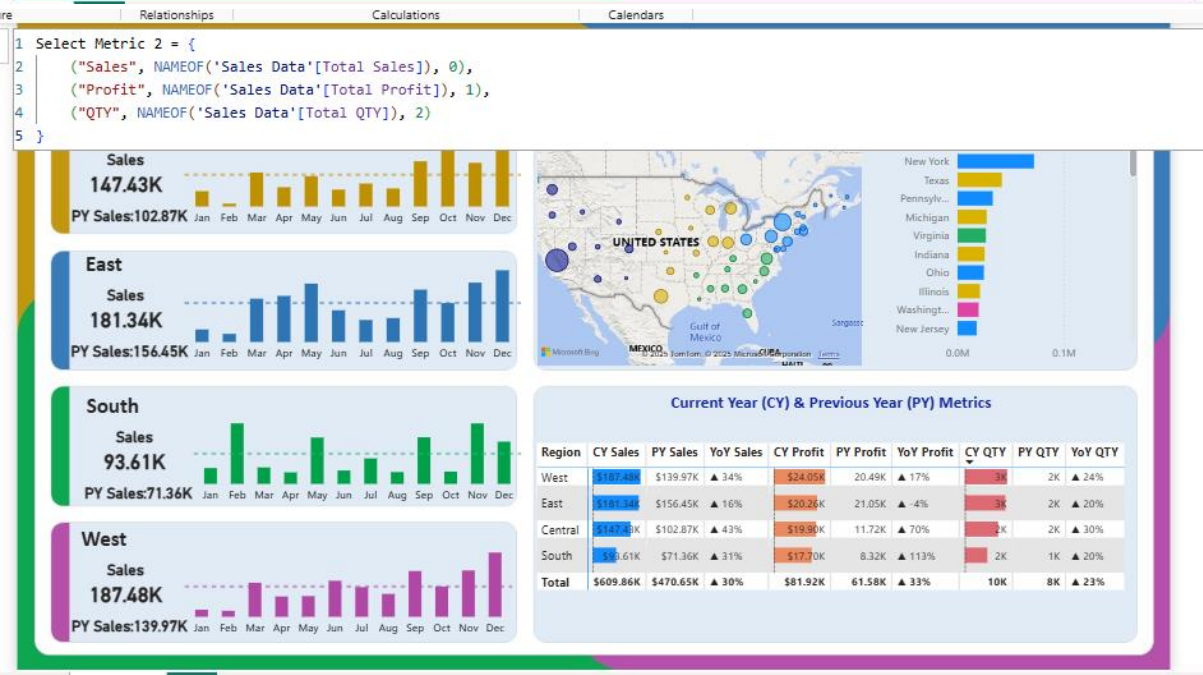 re Relationships Calculations Calendars
1 Select Metric 2 = {
2 ("Sales", NAMEOF('Sales Data'[Total Sales]), 0),
3 ("Profit", NAMEOF('Sales Data'[Total Profit]), 1),
4 ("QTY", NAMEOF('Sales Data'[Total QTY]), 2)
5 }
Sales
147.43K
PY Sales:102.87K
Jan Feb Mar Apr May Jun Jul Aug Sep Oct Nov Dec
East
Sales
181.34K
PY Sales:156.45K
Jan Feb Mar Apr May Jun Jul Aug Sep Oct Nov Dec
South
Sales
93.61K
PY Sales:71.36K
Jan Feb Mar Apr May Jun Jul Aug Sep Oct Nov Dec
West
Sales
187.48K
PY Sales:139.97K
Jan Feb Mar Apr May Jun Jul Aug Sep Oct Nov Dec
UNITED STATES
Gulf of
Mexico
MEXICO
CUBA
Microsoft Bing
© 2025 TomTom, © 2025 Microsoft Corporation Terms
New York
Texas
Pennsylv...
Michigan
Virginia
Indiana
Ohio
Illinois
Washingt...
New Jersey
0.0M 0.1M
Current Year (CY) & Previous Year (PY) Metrics
Region CY Sales PY Sales YoY Sales CY Profit PY Profit YoY Profit CY QTY PY QTY YoY QTY
West $187.48K $139.97K ▲ 34% $24.05K 20.49K ▲ 17% 3K 2K ▲ 24%
East $181.34K $156.45K ▲ 16% $20.26K 21.05K ▲ -4% 3K 2K ▲ 20%
Central $147.43K $102.87K ▲ 43% $19.90K 11.72K ▲ 70% 2K 2K ▲ 30%
South $93.61K $71.36K ▲ 31% $17.70K 8.32K ▲ 113% 2K 1K ▲ 20%
Total $609.86K $470.65K ▲ 30% $81.92K 61.58K ▲ 33% 10K 8K ▲ 23%